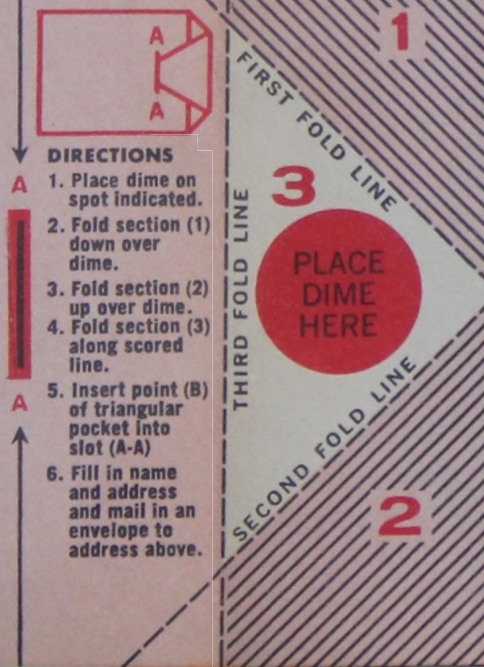 A
A
A
DIRECTIONS
1. Place dime on
spot indicated.
2. Fold section (1)
down over
dime.
3. Fold section (2)
up over dime.
4. Fold section (3)
along scored
line.
5. Insert point (B)
of triangular
pocket into
slot (A-A)
6. Fill in name
and address
and mail in an
envelope to
address above.
A
1
FIRST FOLD LINE
3
THIRD FOLD LINE
PLACE
DIME
HERE
SECOND FOLD LINE
2